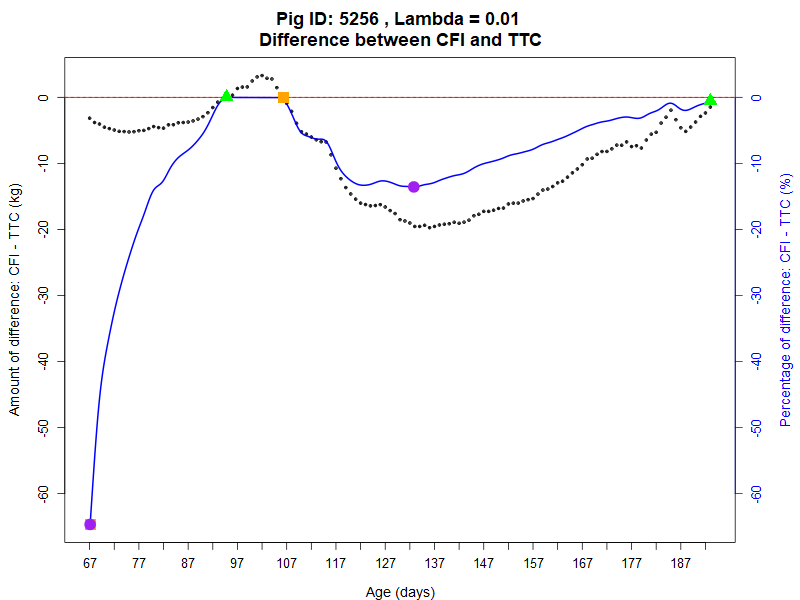 Pig ID: 5256 , Lambda = 0.01
Difference between CFI and TTC
Amount of difference: CFI - TTC (kg)
0
-10
-20
-30
-40
-50
-60
0
-10
-20
-30
-40
-50
-60
Percentage of difference: CFI - TTC (%)
67 77 87 97 107 117 127 137 147 157 167 177 187
Age (days)